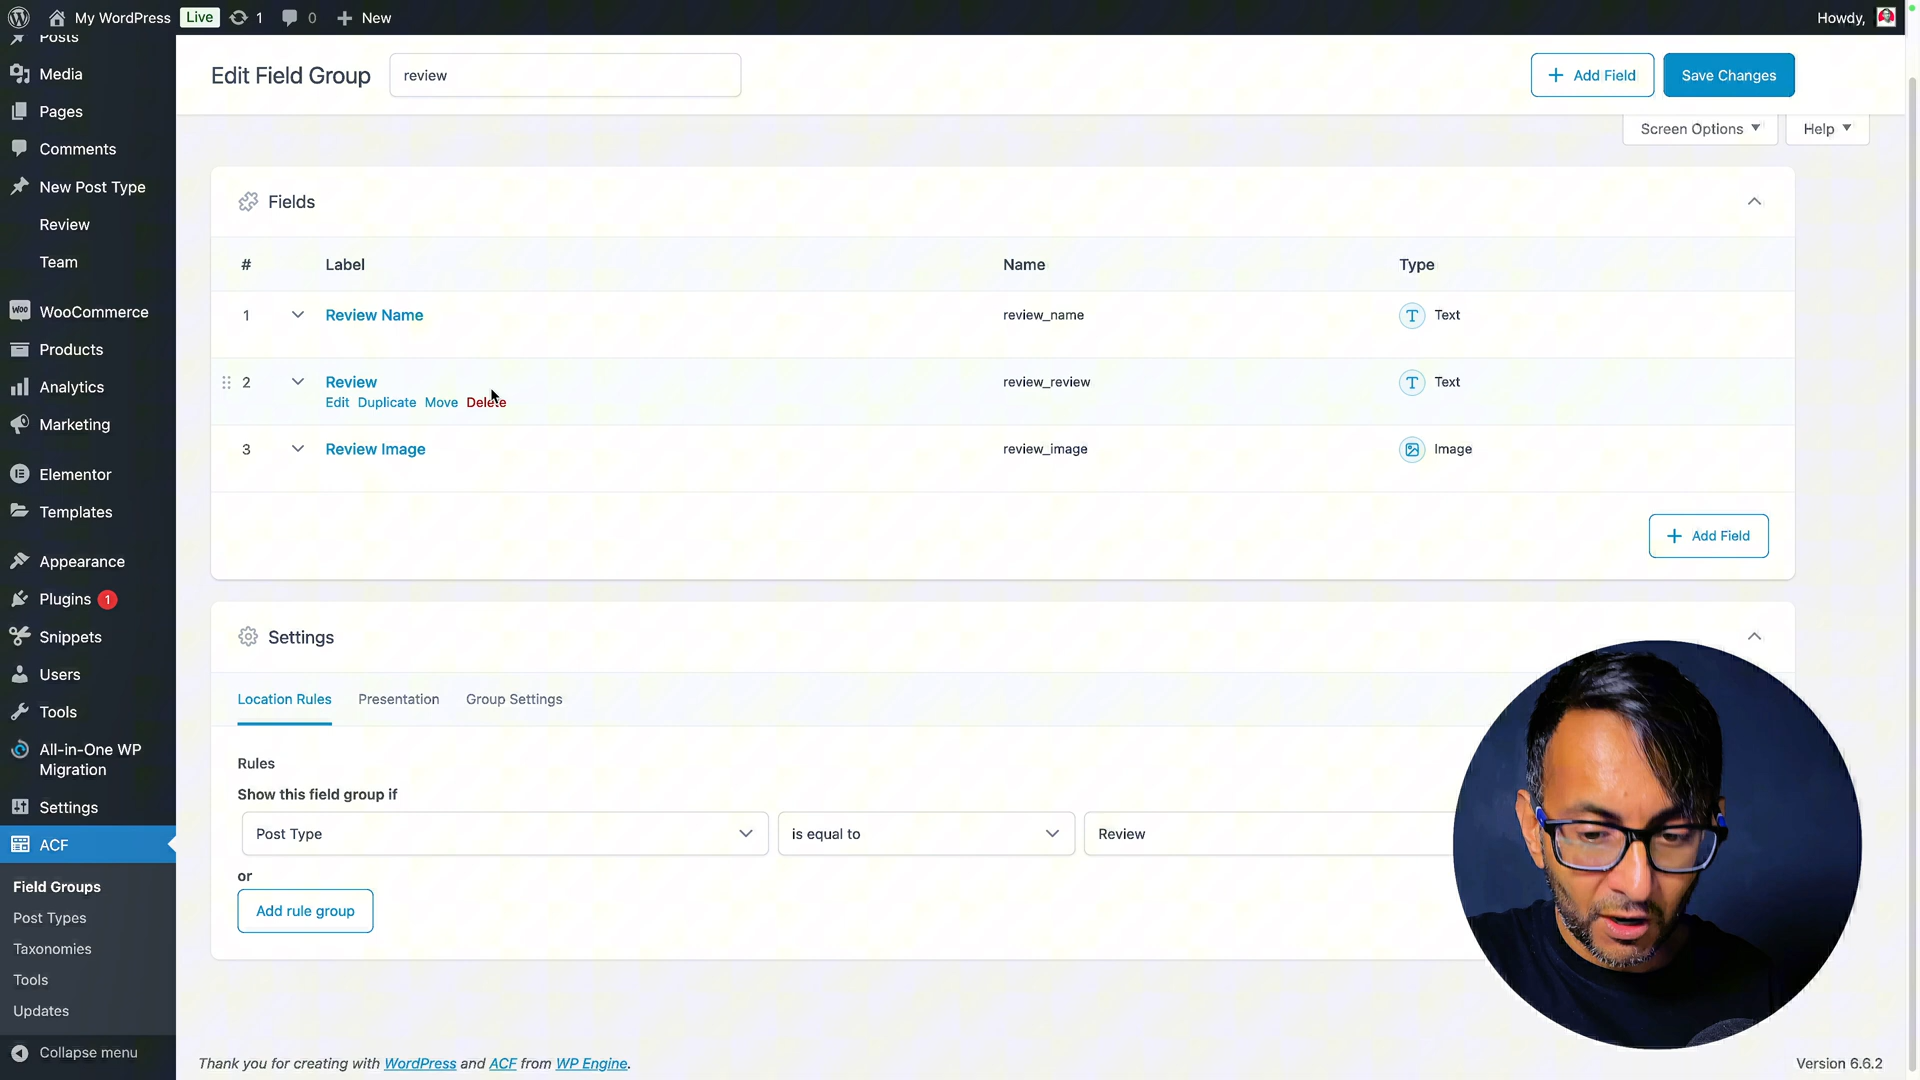 My WordPress Live 1 0 + New
Howdy,
Posts
Media
Pages
Comments
New Post Type
Review
Team
WooCommerce
Products
Analytics
Marketing
Elementor
Templates
Appearance
Plugins 1
Snippets
Users
Tools
All-in-One WP
Migration
Settings
ACF
Field Groups
Post Types
Taxonomies
Tools
Updates
Collapse menu
Edit Field Group
review
+ Add Field
Save Changes
Screen Options
Help
Fields
# Label Name Type
1 Review Name review_name T Text
2 Review review_review T Text
Edit Duplicate Move Delete
3 Review Image review_image Image
+ Add Field
Settings
Location Rules Presentation Group Settings
Rules
Show this field group if
Post Type is equal to Review
or
Add rule group
Thank you for creating with WordPress and ACF from WP Engine.
Version 6.6.2